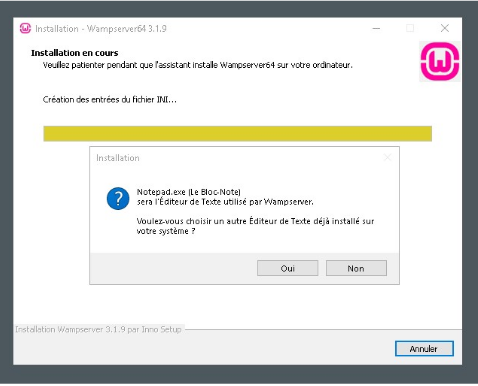 Installation - Wampserver64 3.1.9
Installation en cours
Veuillez patienter pendant que l'assistant installe Wampserver64 sur votre ordinateur.
Création des entrées du fichier INI...
Installation
Notepad.exe (Le Bloc-Note)
sera l'Éditeur de Texte utilisé par Wampserver.
Voulez-vous choisir un autre Éditeur de Texte déjà installé sur
votre système ?
Oui
Non
Installation Wampserver 3.1.9 par Inno Setup
Annuler